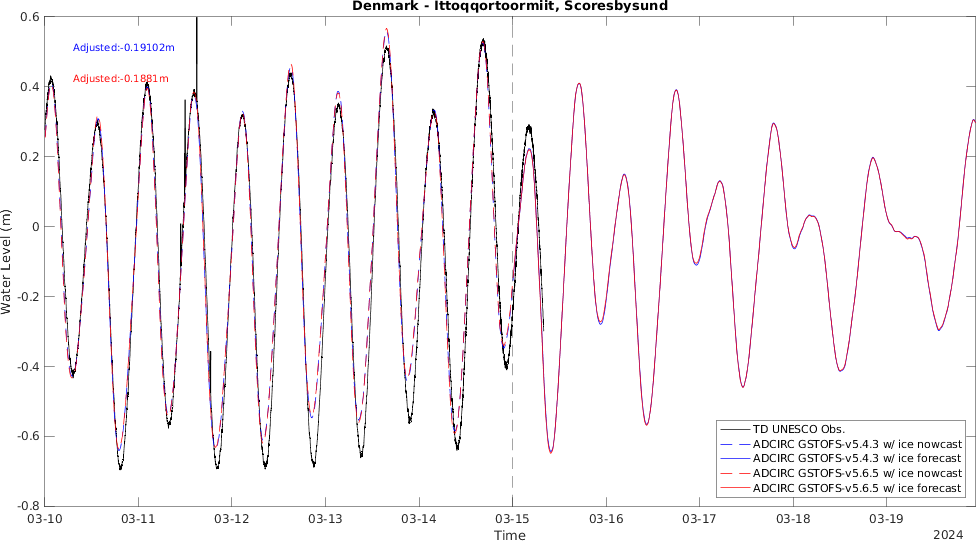 Denmark - Ittoqqortoormiit, Scoresbysund
0.6
Adjusted:-0.19102m
Adjusted:-0.1881m
0.4
0.2
0
-0.2
-0.4
-0.6
-0.8
Water Level (m)
TD UNESCO Obs.
ADCIRC GSTOFS-v5.4.3 w/ ice nowcast
ADCIRC GSTOFS-v5.4.3 w/ ice forecast
ADCIRC GSTOFS-v5.6.5 w/ ice nowcast
ADCIRC GSTOFS-v5.6.5 w/ ice forecast
03-10 03-11 03-12 03-13 03-14 03-15 03-16 03-17 03-18 03-19
Time
2024